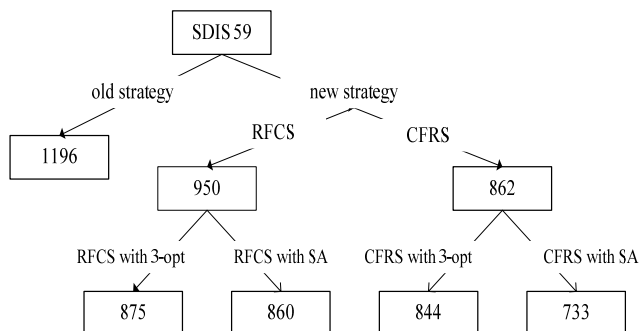 SDIS 59
old strategy
new strategy
RFCS
CFRS
1196
950
862
RFCS with 3-opt
RFCS with SA
CFRS with 3-opt
CFRS with SA
875
860
844
733